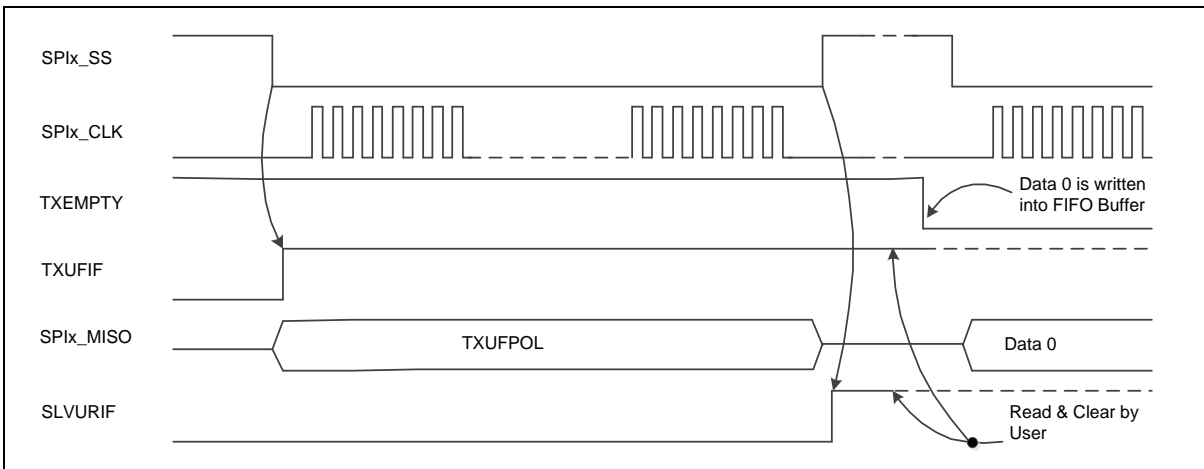 SPIx_SS
SPIx_CLK
TXEMPTY
Data 0 is written
into FIFO Buffer
TXUFIF
SPIx_MISO
TXUFPOL
Data 0
SLVURIF
Read & Clear by
User